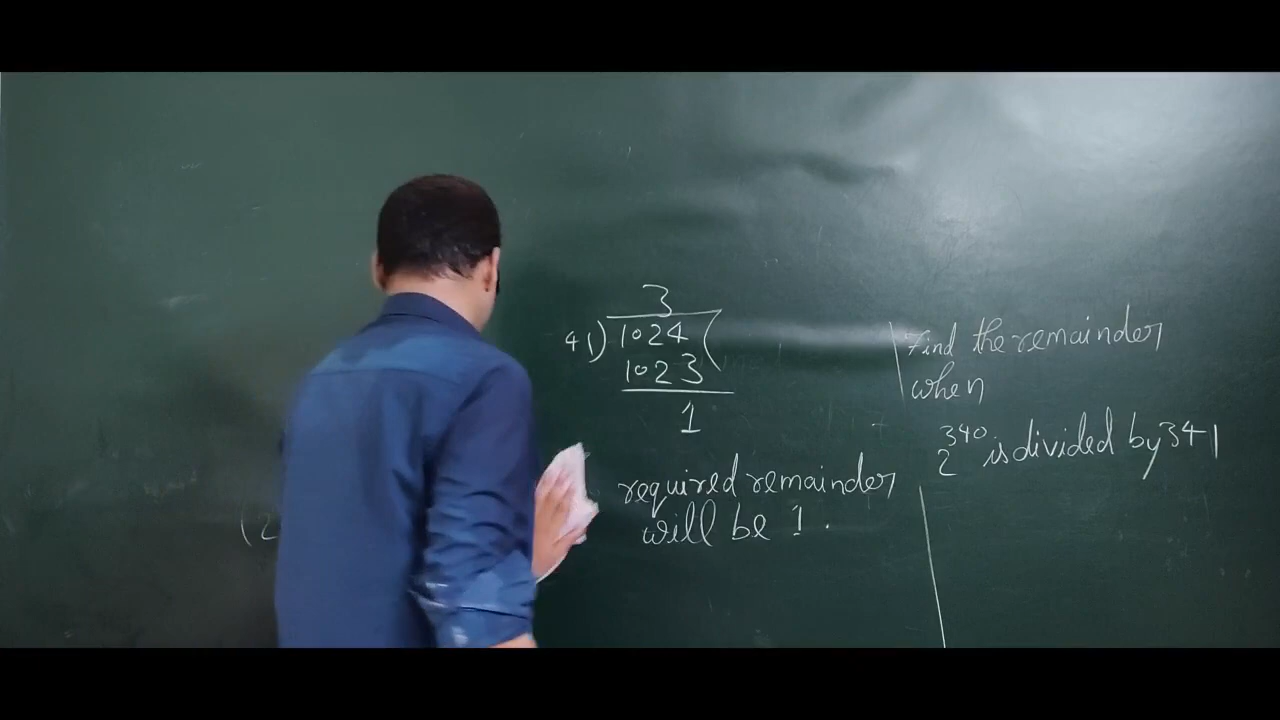 3
41) 1024 (
1023
1
required remainder
will be 1.
(2
Find the remainder
when
2^340 is divided by 341